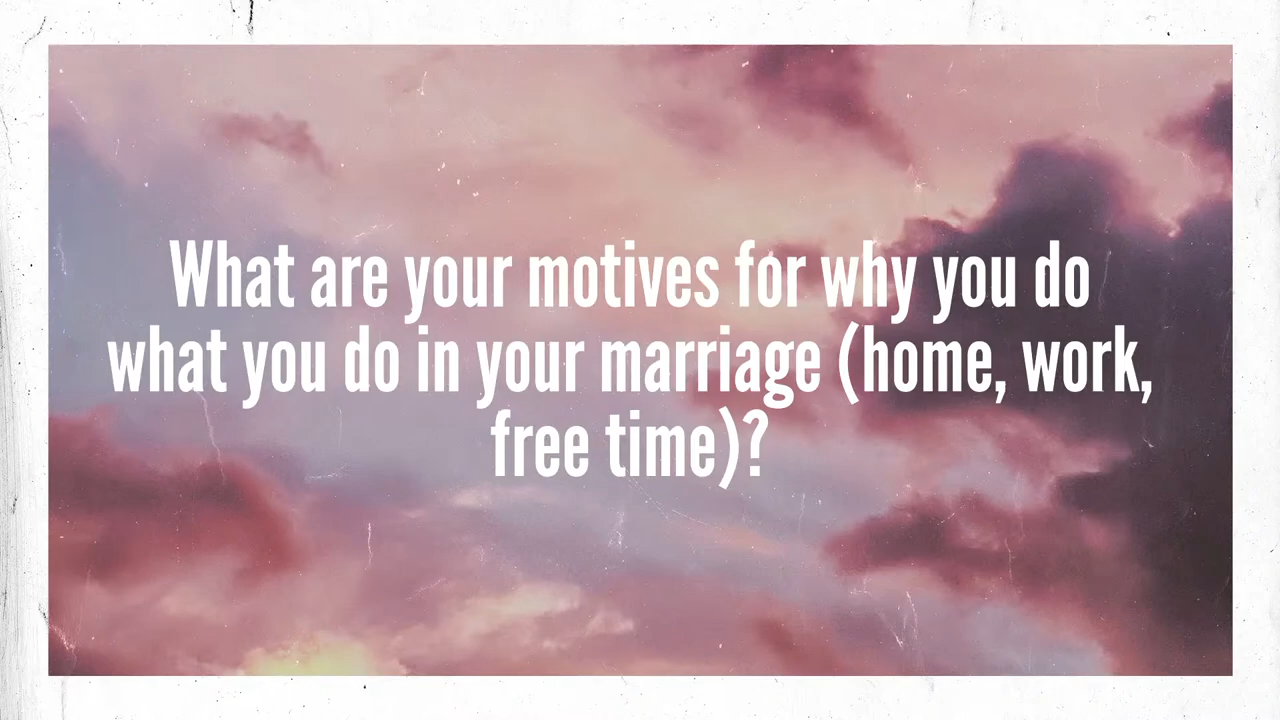 What are your motives for why you do
what you do in your marriage (home, work,
free time)?